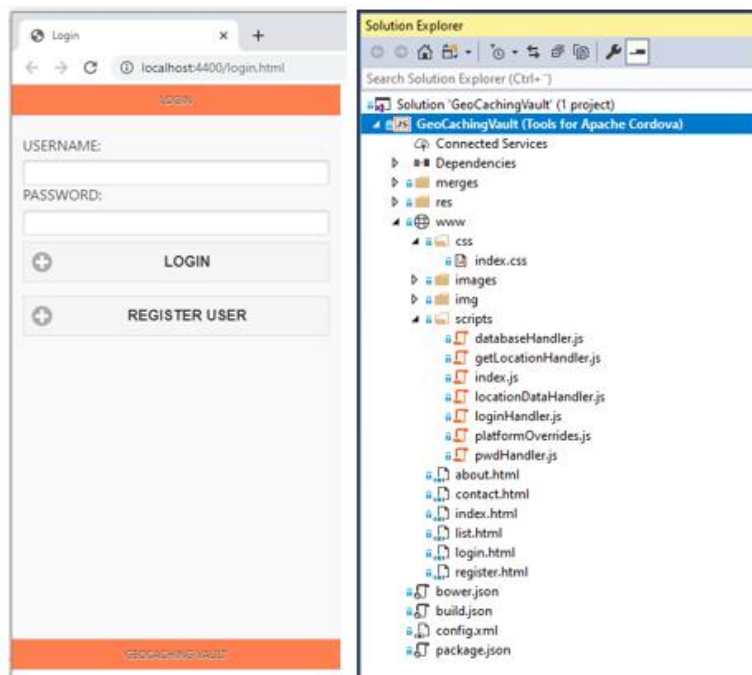 Login
localhost:4400/login.html
LOGIN
USERNAME:
PASSWORD:
LOGIN
REGISTER USER
GEOCACHING VAULT
Solution Explorer
Search Solution Explorer (Ctrl+¨)
Solution 'GeoCachingVault' (1 project)
JS GeoCachingVault (Tools for Apache Cordova)
Connected Services
Dependencies
merges
res
www
css
index.css
images
img
scripts
databaseHandler.js
getLocationHandler.js
index.js
locationDataHandler.js
loginHandler.js
platformOverrides.js
pwdHandler.js
about.html
contact.html
index.html
list.html
login.html
register.html
bower.json
build.json
config.xml
package.json